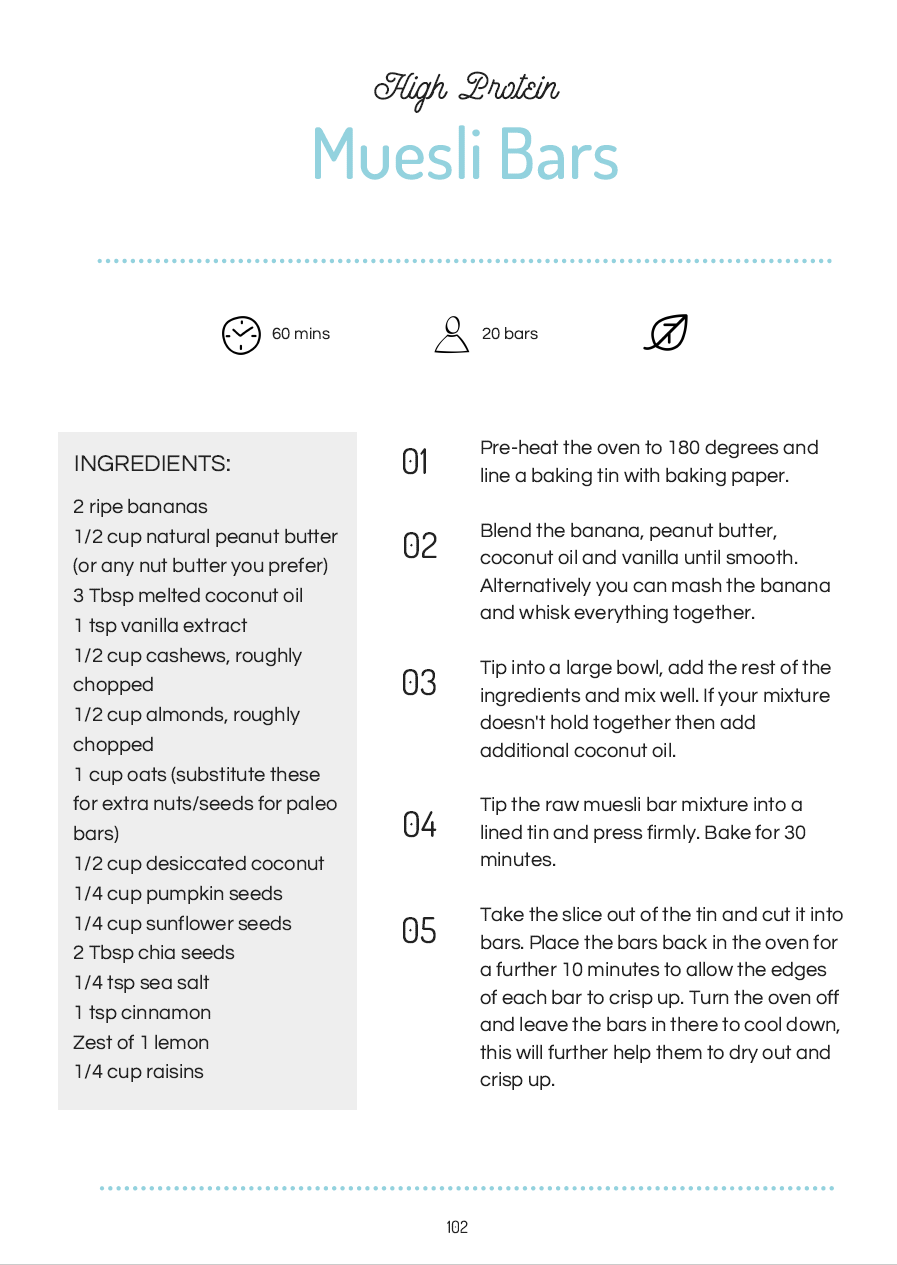 High Protein
Muesli Bars
60 mins
20 bars
INGREDIENTS:
2 ripe bananas
1/2 cup natural peanut butter
(or any nut butter you prefer)
3 Tbsp melted coconut oil
1 tsp vanilla extract
1/2 cup cashews, roughly
chopped
1/2 cup almonds, roughly
chopped
1 cup oats (substitute these
for extra nuts/seeds for paleo
bars)
1/2 cup desiccated coconut
1/4 cup pumpkin seeds
1/4 cup sunflower seeds
2 Tbsp chia seeds
1/4 tsp sea salt
1 tsp cinnamon
Zest of 1 lemon
1/4 cup raisins
01
Pre-heat the oven to 180 degrees and
line a baking tin with baking paper.
02
Blend the banana, peanut butter,
coconut oil and vanilla until smooth.
Alternatively you can mash the banana
and whisk everything together.
03
Tip into a large bowl, add the rest of the
ingredients and mix well. If your mixture
doesn't hold together then add
additional coconut oil.
04
Tip the raw muesli bar mixture into a
lined tin and press firmly. Bake for 30
minutes.
05
Take the slice out of the tin and cut it into
bars. Place the bars back in the oven for
a further 10 minutes to allow the edges
of each bar to crisp up. Turn the oven off
and leave the bars in there to cool down,
this will further help them to dry out and
crisp up.
102